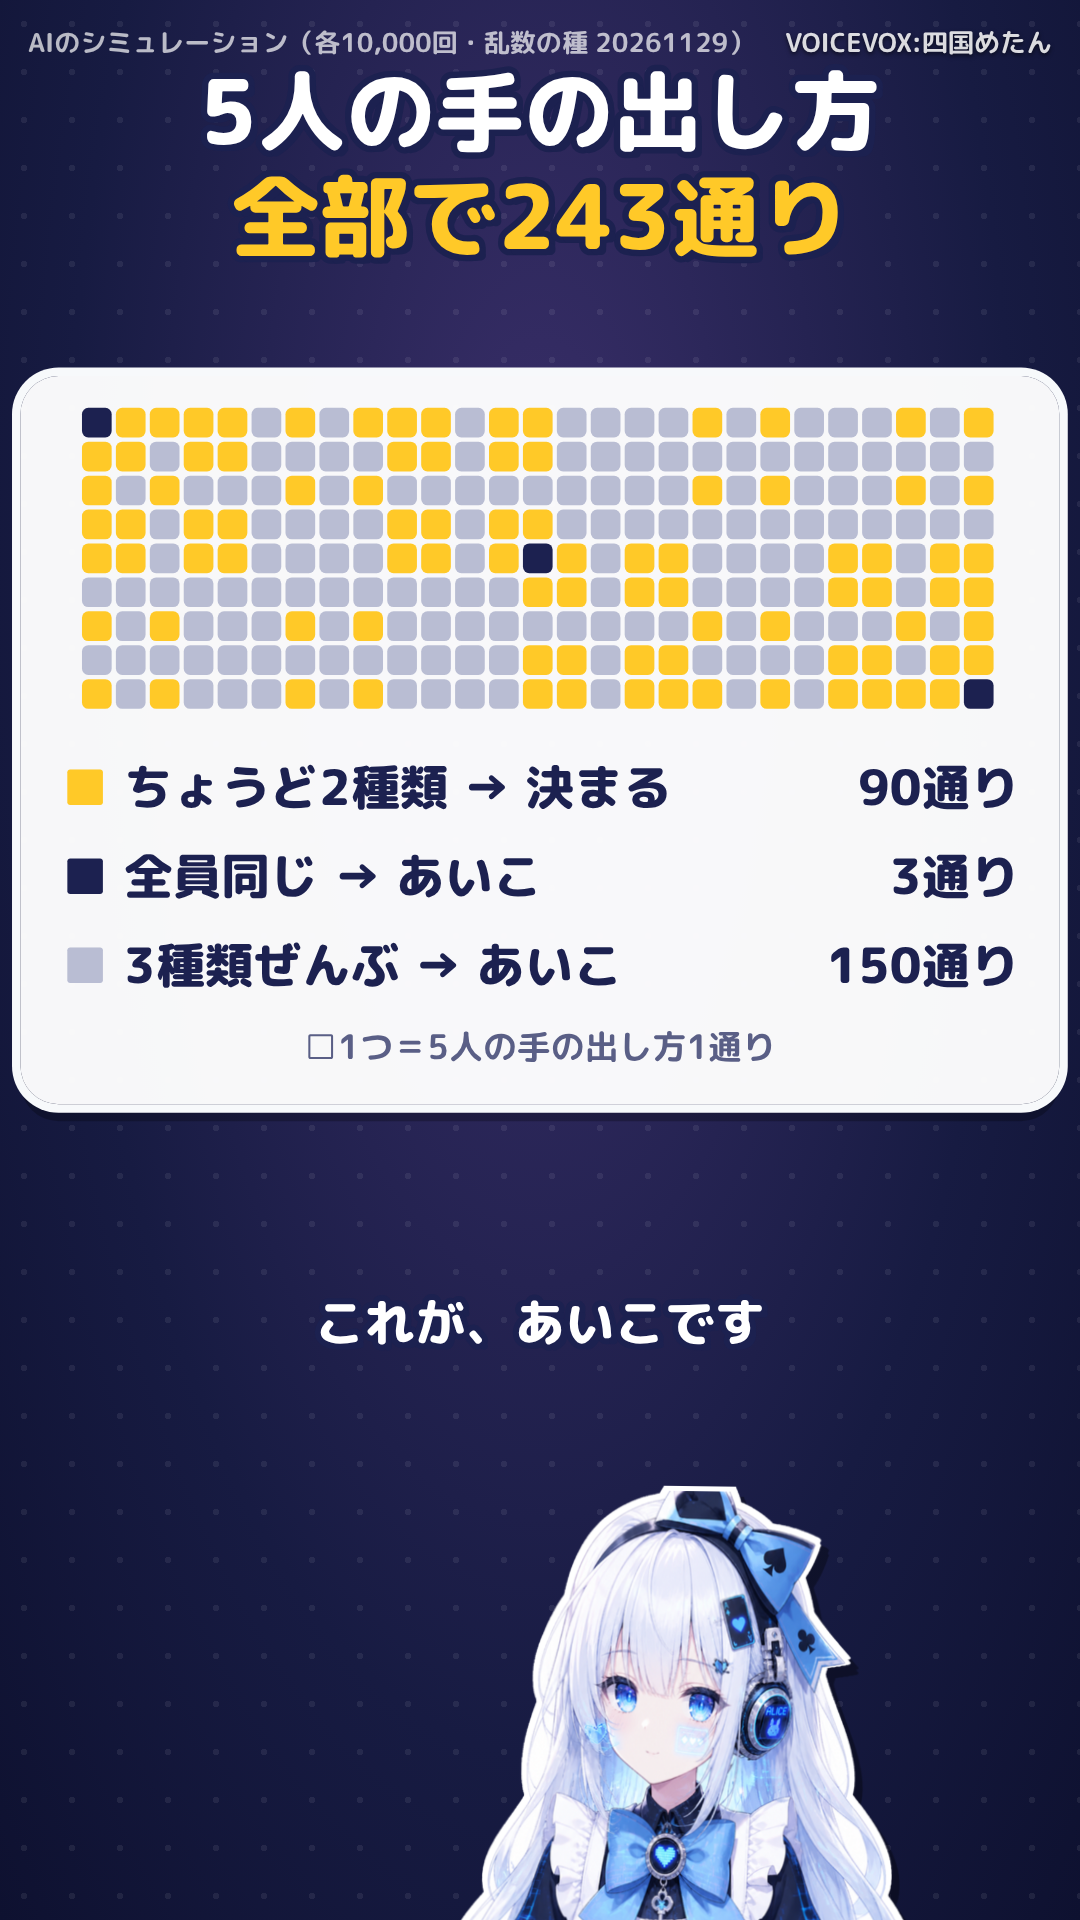 AIのシミュレーション（各10,000回・乱数の種 20261129）
VOICEVOX:四国めたん
5人の手の出し方
全部で243通り
ちょうど2種類 → 決まる 90通り
全員同じ → あいこ 3通り
3種類ぜんぶ → あいこ 150通り
□1つ＝5人の手の出し方1通り
これが、あいこです
ALICE